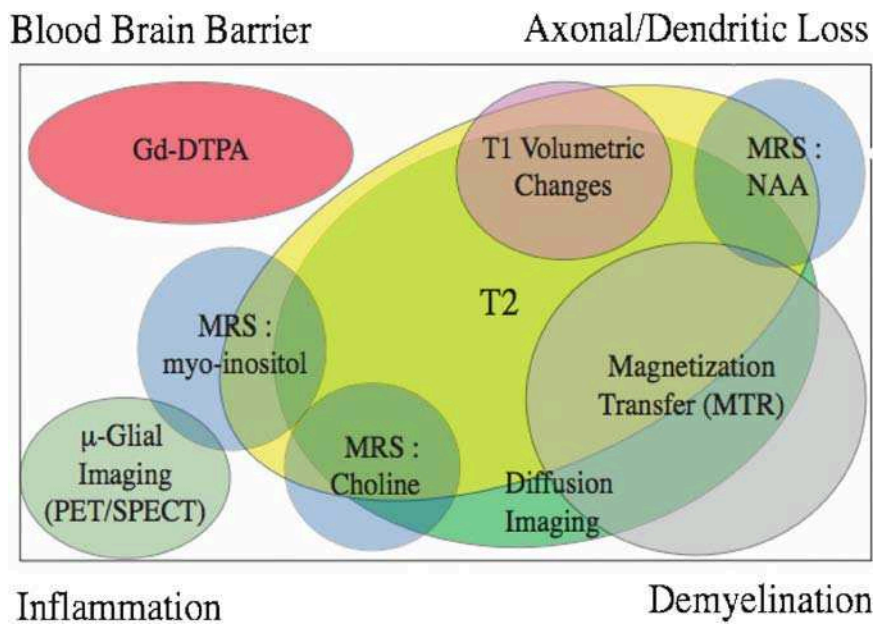 Blood Brain Barrier
Axonal/Dendritic Loss
Gd-DTPA
T1 Volumetric
Changes
MRS :
NAA
T2
MRS :
myo-inositol
Magnetization
Transfer (MTR)
μ-Glial
Imaging
(PET/SPECT)
MRS :
Choline
Diffusion
Imaging
Inflammation
Demyelination